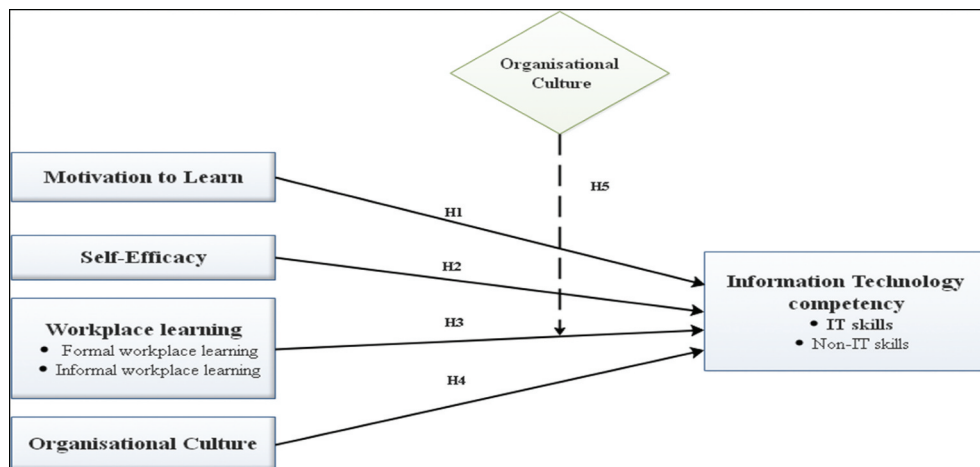 Organisational
Culture
Motivation to Learn
H1
H5
Self-Efficacy
H2
Workplace learning
• Formal workplace learning
• Informal workplace learning
H3
Organisational Culture
H4
Information Technology
competency
• IT skills
• Non-IT skills